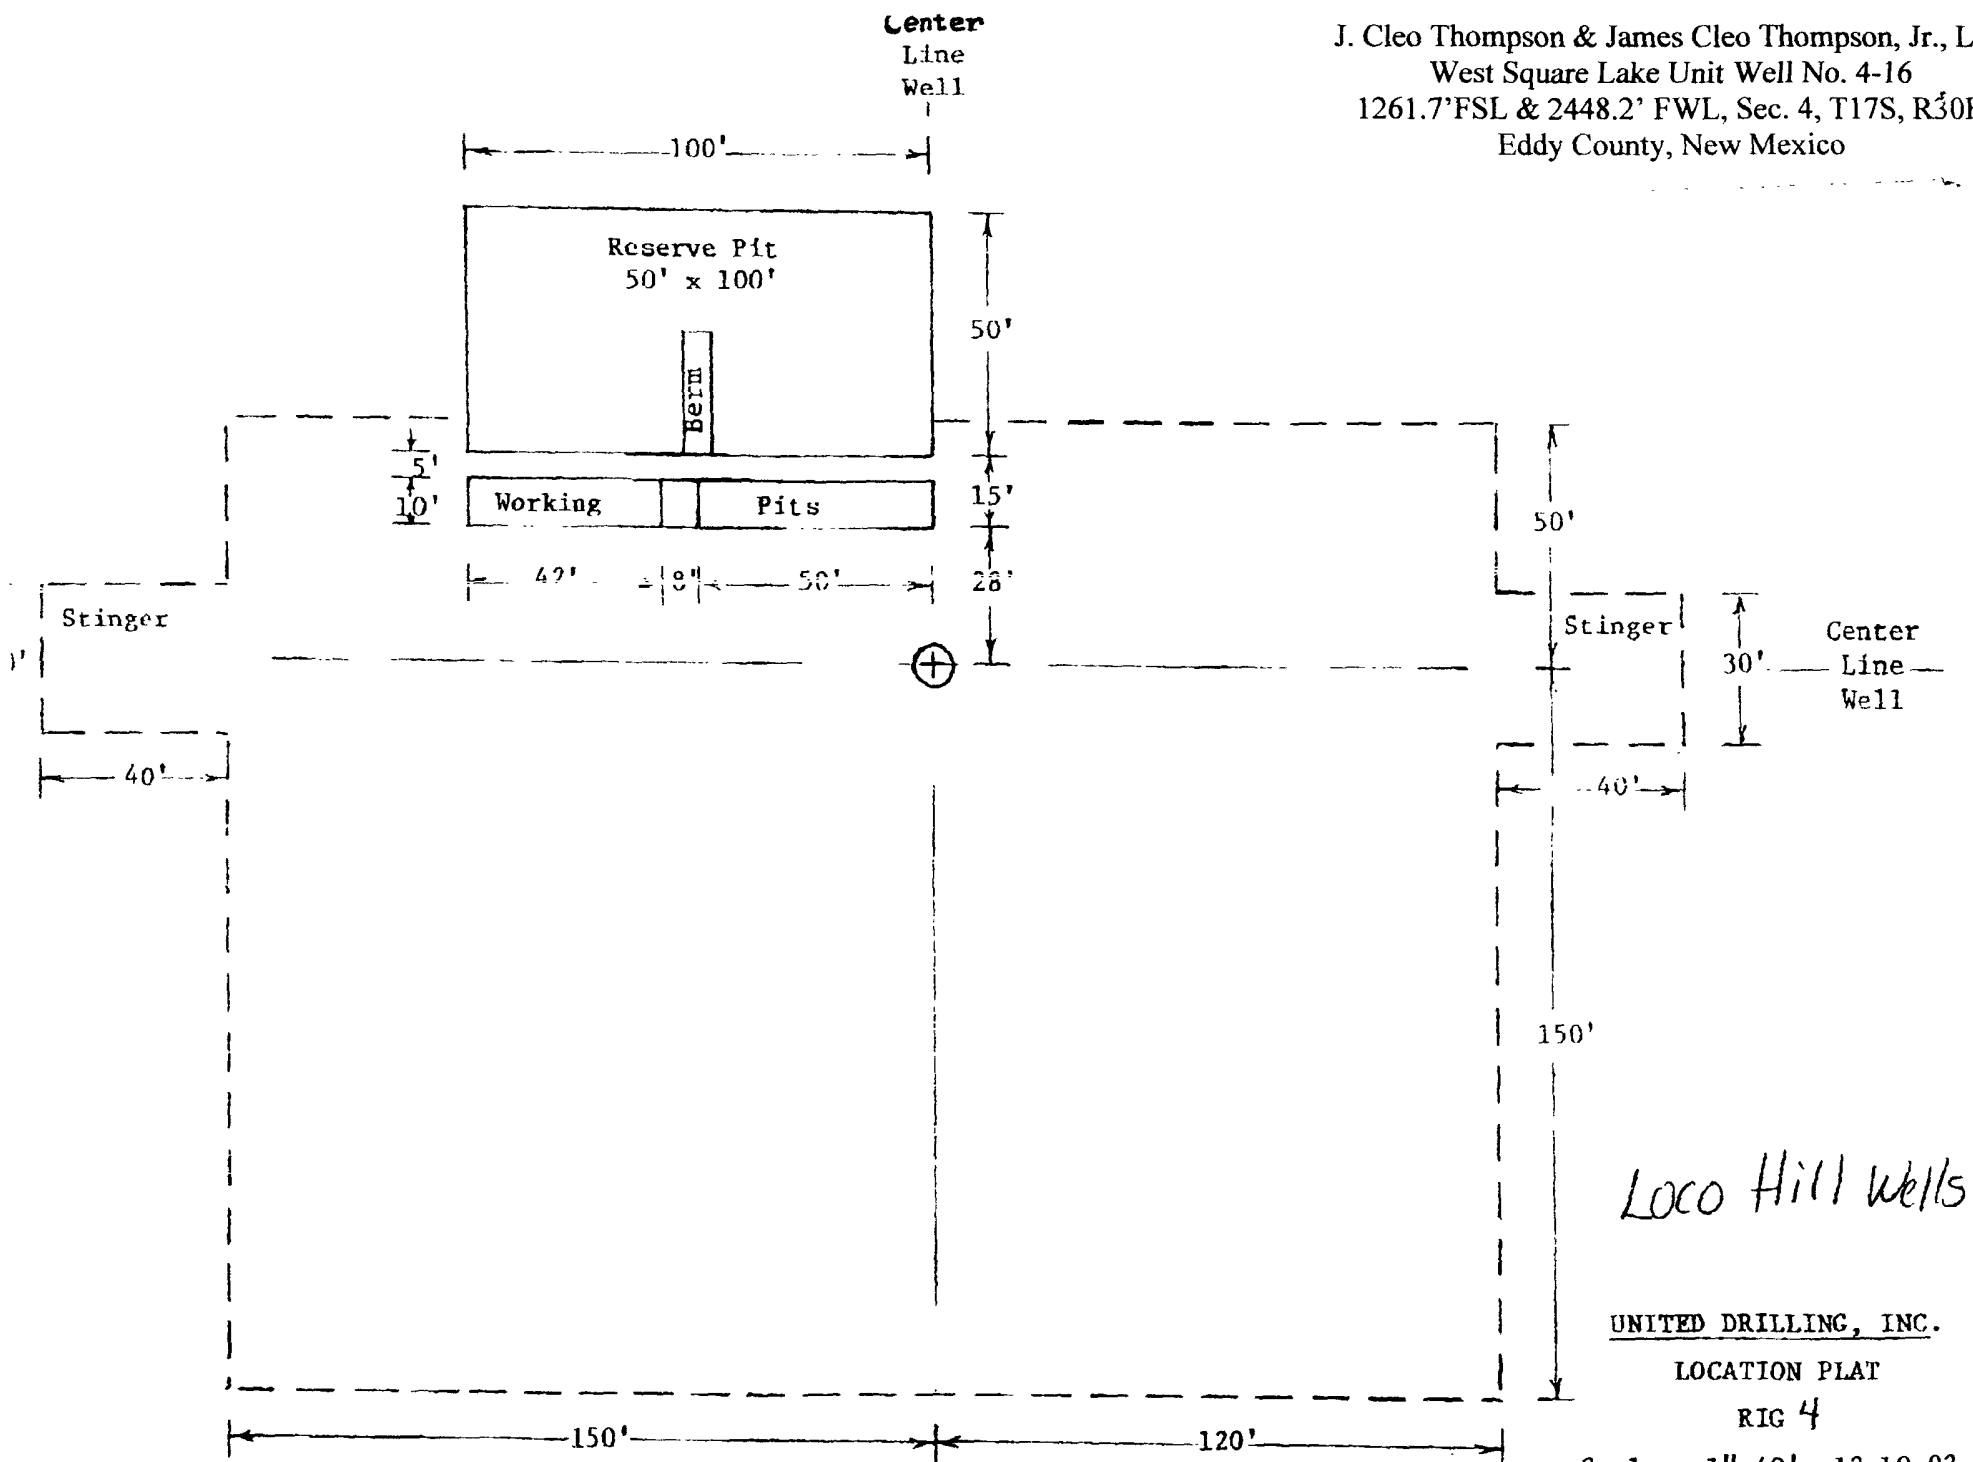 Center
Line
Well
J. Cleo Thompson & James Cleo Thompson, Jr., L
West Square Lake Unit Well No. 4-16
1261.7'FSL & 2448.2' FWL, Sec. 4, T17S, R30E
Eddy County, New Mexico
100'
Reserve Pit
50' x 100'
50'
Berm
5'
10'
Working
Pits
15'
50'
42'
8'
50'
28'
Stinger
Stinger
30'
Center
Line
Well
40'
40'
150'
Loco Hill Wells
UNITED DRILLING, INC.
LOCATION PLAT
RIG 4
150'
120'